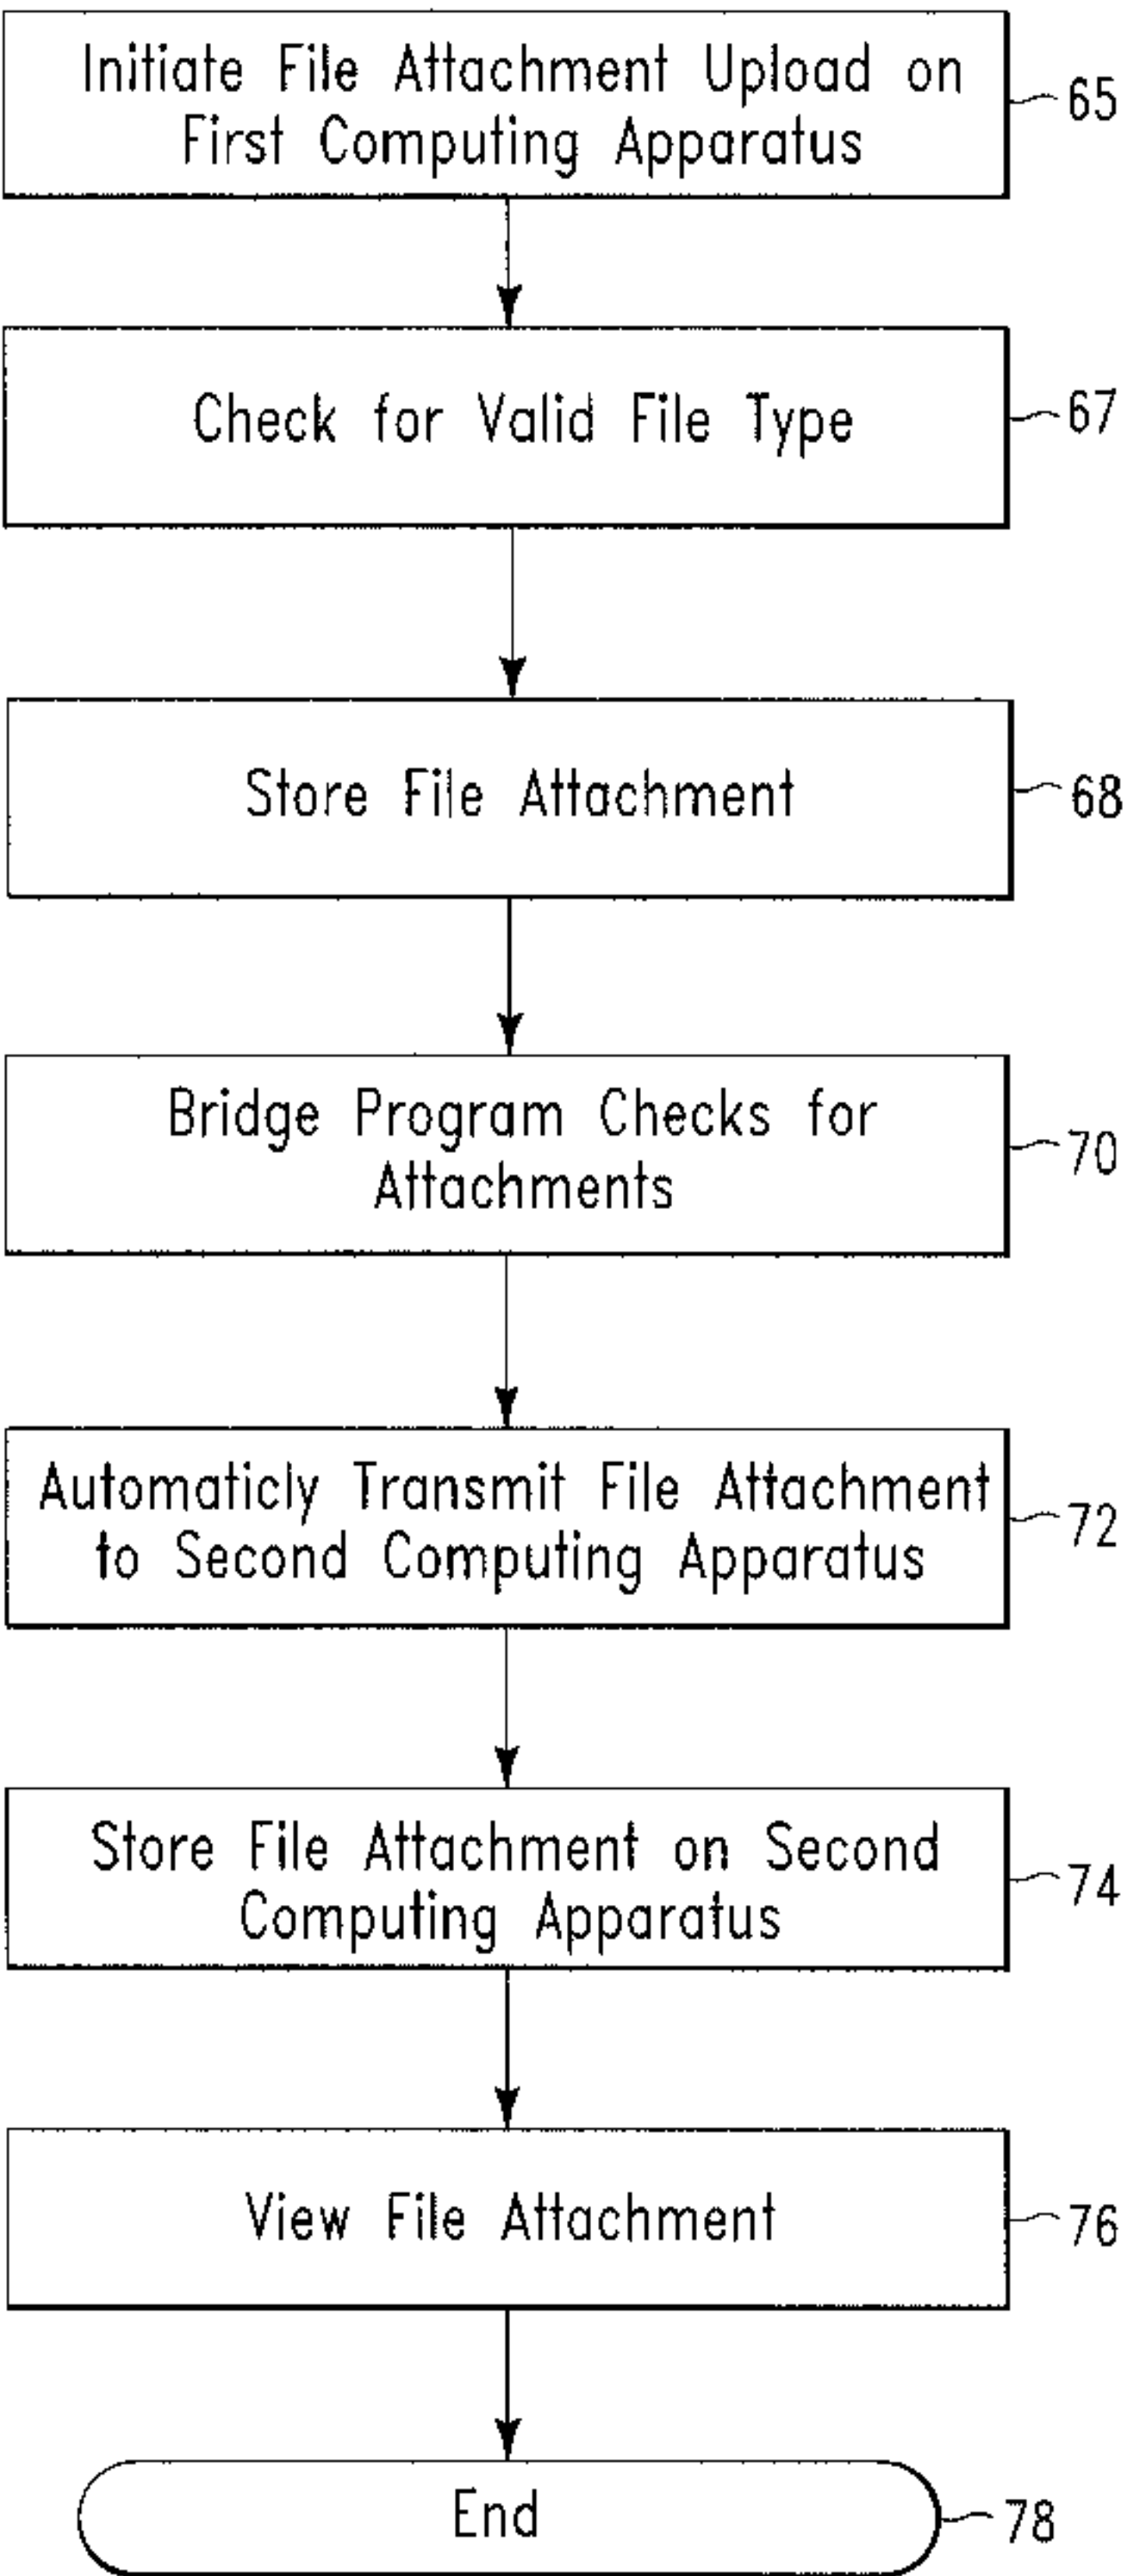 Initiate File Attachment Upload on
First Computing Apparatus
65
Check for Valid File Type
67
Store File Attachment
68
Bridge Program Checks for
Attachments
70
Automaticly Transmit File Attachment
to Second Computing Apparatus
72
Store File Attachment on Second
Computing Apparatus
74
View File Attachment
76
End
78